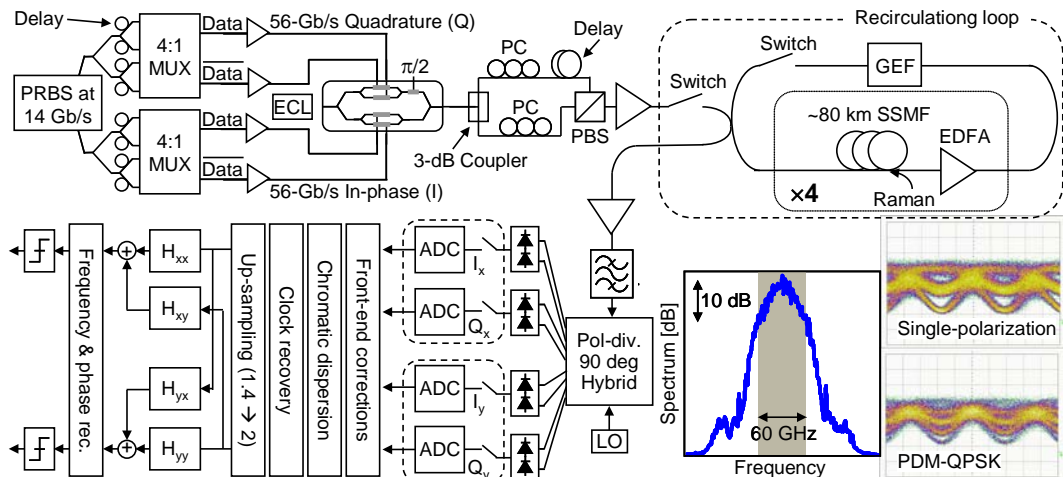 Delay
Data
56-Gb/s Quadrature (Q)
4:1
MUX
Data
PRBS at
14 Gb/s
Data
4:1
MUX
Data
56-Gb/s In-phase (I)
ECL
π/2
3-dB Coupler
PC
Delay
PC
PBS
Recirculationg loop
Switch
Switch
GEF
~80 km SSMF
EDFA
×4
Raman
Frequency & phase rec.
Hxx
Hxy
Hyx
Hyy
Up-sampling (1.4 → 2)
Clock recovery
Chromatic dispersion
Front-end corrections
ADC
Ix
ADC
Qx
ADC
Iy
ADC
Qy
Pol-div.
90 deg
Hybrid
LO
Spectrum [dB]
10 dB
60 GHz
Frequency
Single-polarization
PDM-QPSK